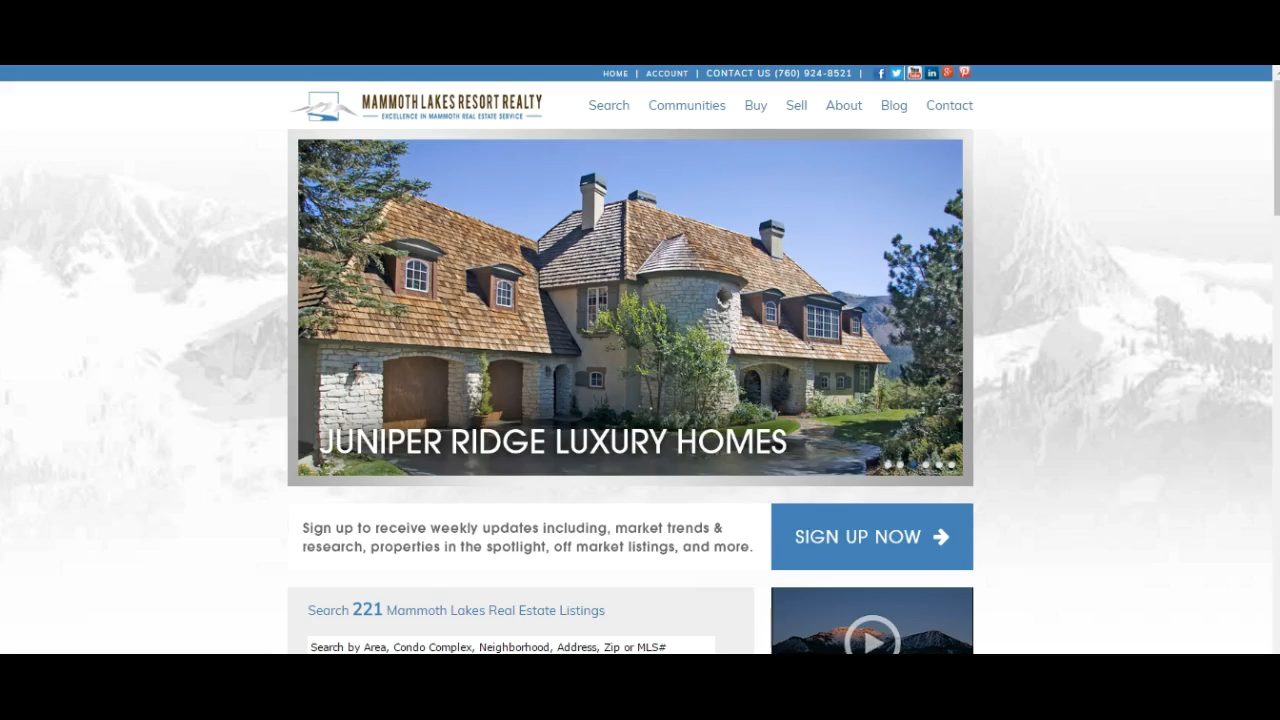 HOME | ACCOUNT | CONTACT US (760) 924-8521 |
MAMMOTH LAKES RESORT REALTY
EXCELLENCE IN MAMMOTH REAL ESTATE SERVICE
Search Communities Buy Sell About Blog Contact
JUNIPER RIDGE LUXURY HOMES
Sign up to receive weekly updates including, market trends &
research, properties in the spotlight, off market listings, and more.
SIGN UP NOW
Search 221 Mammoth Lakes Real Estate Listings
Search by Area, Condo Complex, Neighborhood, Address, Zip or MLS#